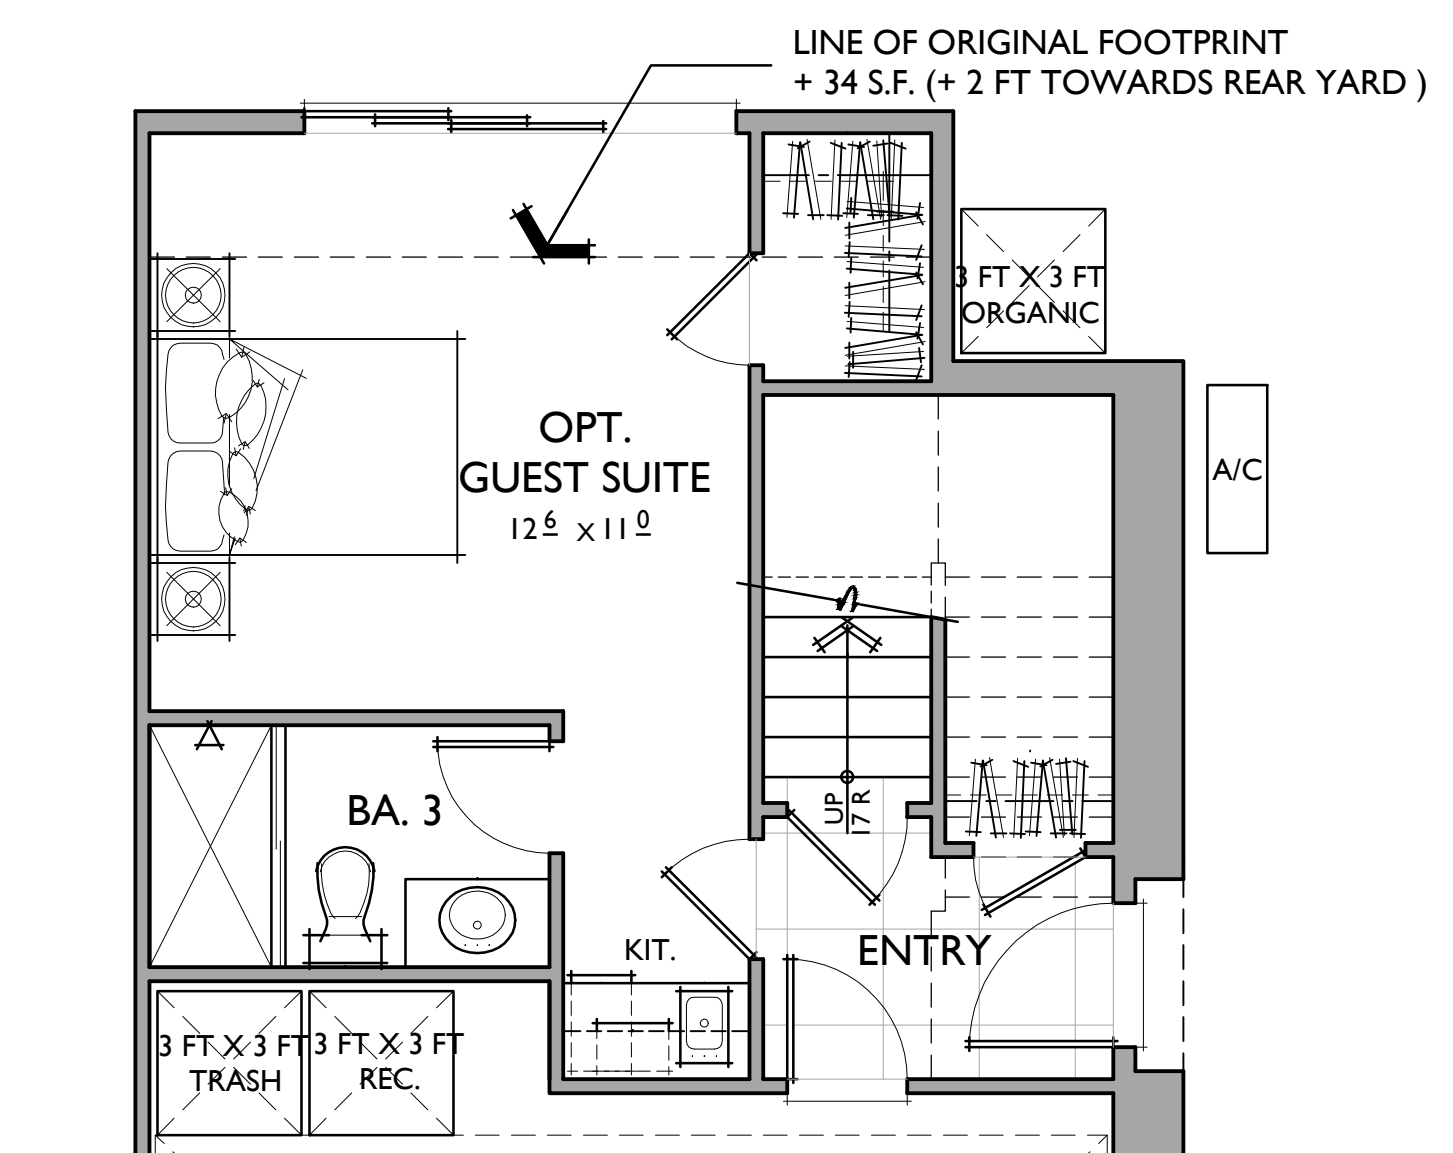 LINE OF ORIGINAL FOOTPRINT
+ 34 S.F. (+ 2 FT TOWARDS REAR YARD )
3 FT X 3 FT
ORGANIC
OPT.
GUEST SUITE
12 6 X 11 0
A/C
UP
17 R
BA. 3
KIT.
ENTRY
3 FT X 3 FT
TRASH
3 FT X 3 FT
REC.